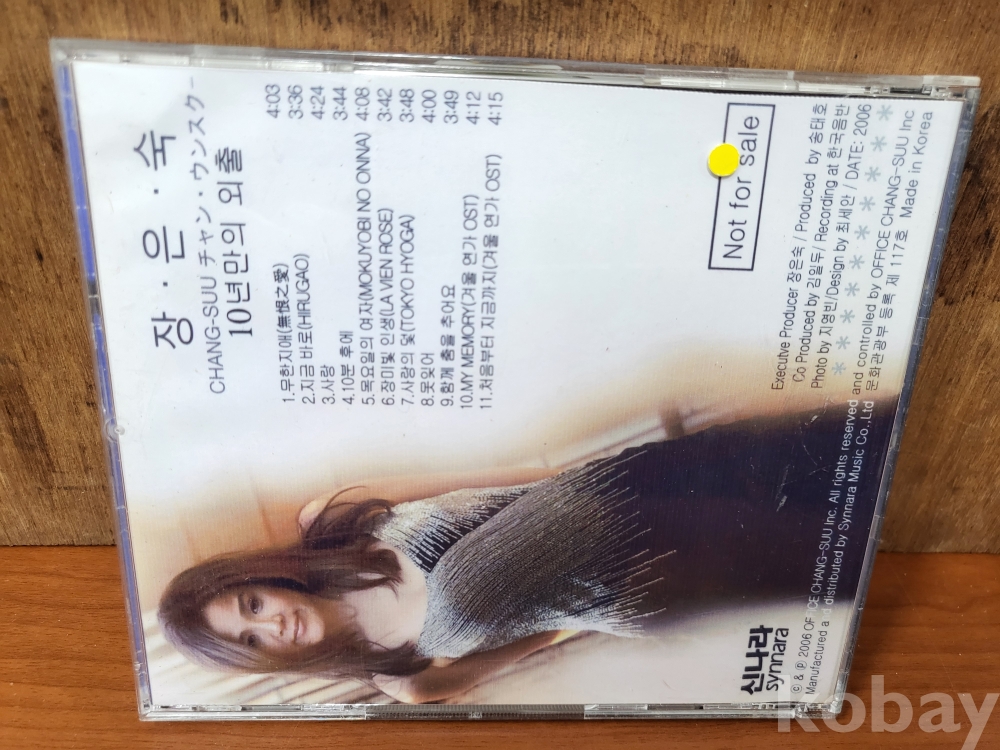 장·은·숙
CHANG-SUU チャン・ウンスクー
10년만의 외출
1.무한지애(無恨之愛) 4:03
2.지금 바로(HIRUGAO) 3:36
3.사랑 4:24
4.10분 후에 3:44
5.목요일의 여자(MOKUYOBI NO ONNA) 4:08
6.장미빛 인생(LA VIEN ROSE) 3:42
7.사랑의 덫(TOKYO HYOGA) 3:48
8.못잊어 4:00
9.함께 춤을 추어요 3:49
10.MY MEMORY(겨울 연가 OST) 4:12
11.처음부터 지금까지(겨울 연가 OST) 4:15
Not for sale
Executive Producer 장은숙 / Produced by 송태호
Co Produced by 김일두/ Recording at 한국음반
Photo by 지영빈/Design by 최세안 / DATE: 2006
* * * * * * * * *
신나라
synnara
© & ℗ 2006 OF ICE CHANG-SUU Inc. All rights reserved and controlled by OFFICE CHANG-SUU Inc
Manufactured a d distributed by Synnara Music Co.,Ltd 문화관광부 등록 제 117호 Made in Korea
kobay